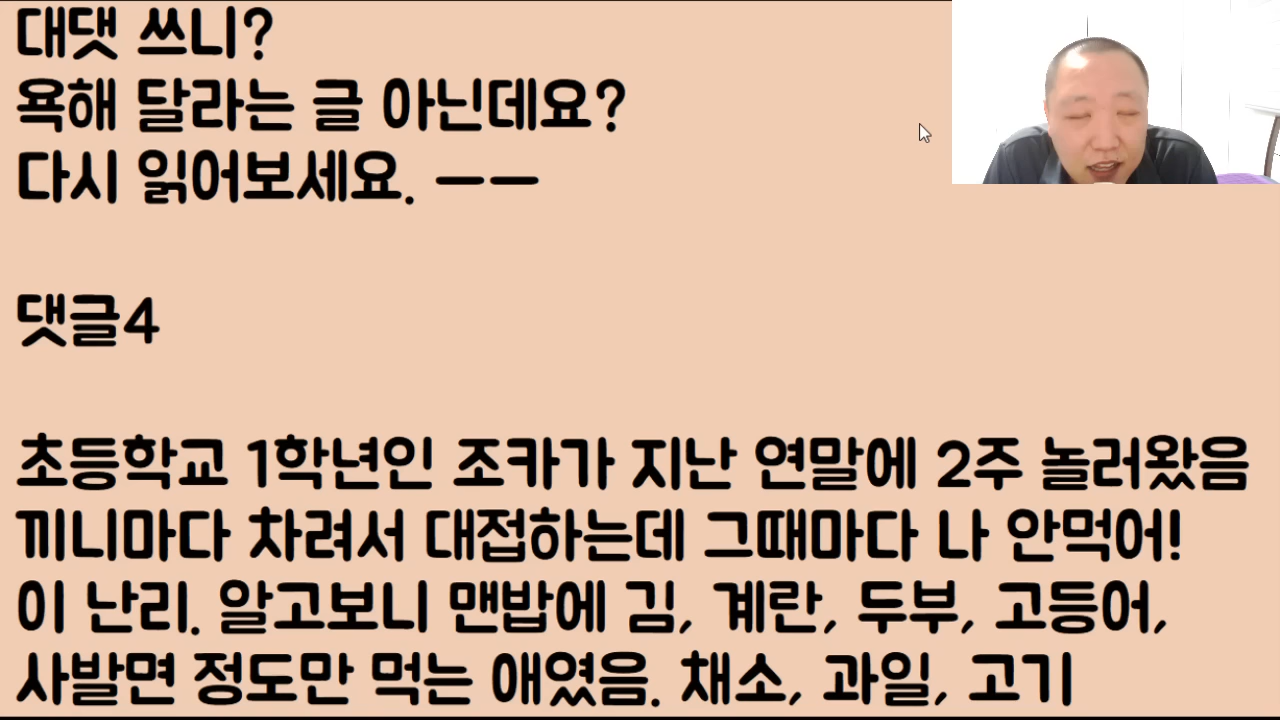 대댓 쓰니?
욕해 달라는 글 아닌데요?
다시 읽어보세요. ㅡㅡ
댓글4
초등학교 1학년인 조카가 지난 연말에 2주 놀러왔음
끼니마다 차려서 대접하는데 그때마다 나 안먹어!
이 난리. 알고보니 맨밥에 김, 계란, 두부, 고등어,
사발면 정도만 먹는 애였음. 채소, 과일, 고기